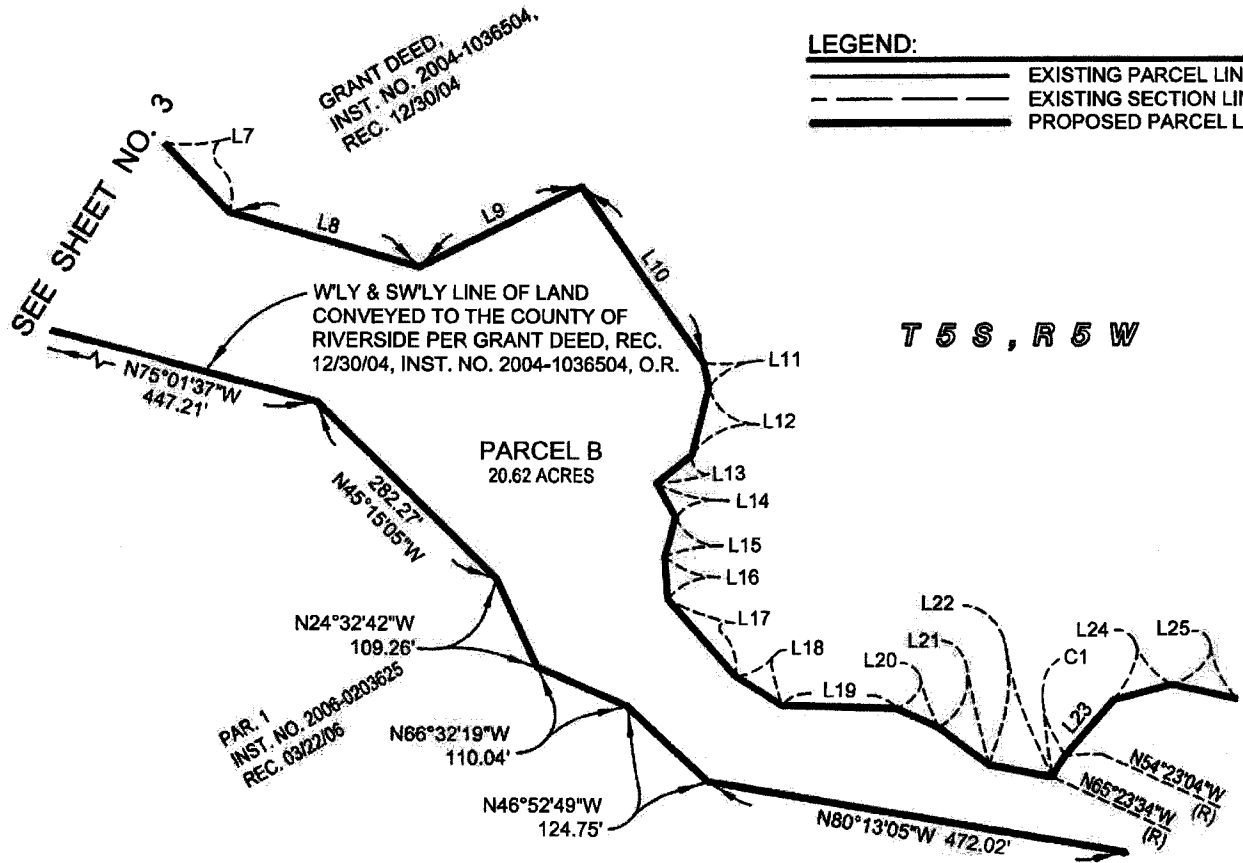 GRANT DEED,
INST. NO. 2004-1036504,
REC. 12/30/04
LEGEND:
EXISTING PARCEL LIN
EXISTING SECTION LIN
PROPOSED PARCEL L
SEE SHEET NO. 3
L7
L8
L9
L10
W'LY & SW'LY LINE OF LAND
CONVEYED TO THE COUNTY OF
RIVERSIDE PER GRANT DEED, REC.
12/30/04, INST. NO. 2004-1036504, O.R.
T 5 S , R 5 W
L11
N75°01'37"W
447.21'
L12
PARCEL B
20.62 ACRES
L13
L14
282.27'
N45°15'05"W
L15
L16
L17
L18
L19
L20
L21
L22
C1
L23
L24
L25
N24°32'42"W
109.26'
PAR. 1
INST. NO. 2006-0203625
REC. 03/22/06
N66°32'19"W
110.04'
N46°52'49"W
124.75'
N80°13'05"W 472.02'
N54°23'04"W
(R)
N65°23'34"W
(R)